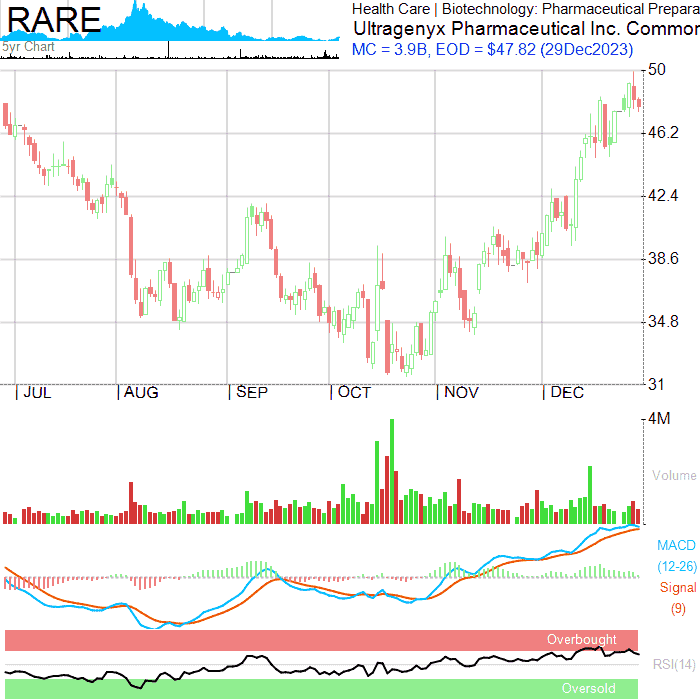 RARE
5yr Chart
Health Care | Biotechnology: Pharmaceutical Prepara
Ultragenyx Pharmaceutical Inc. Common
MC = 3.9B, EOD = $47.82 (29Dec2023)
50
46.2
42.4
38.6
34.8
31
| JUL | AUG | SEP | OCT | NOV | DEC
4M
Volume
MACD
(12-26)
Signal
(9)
Overbought
RSI(14)
Oversold